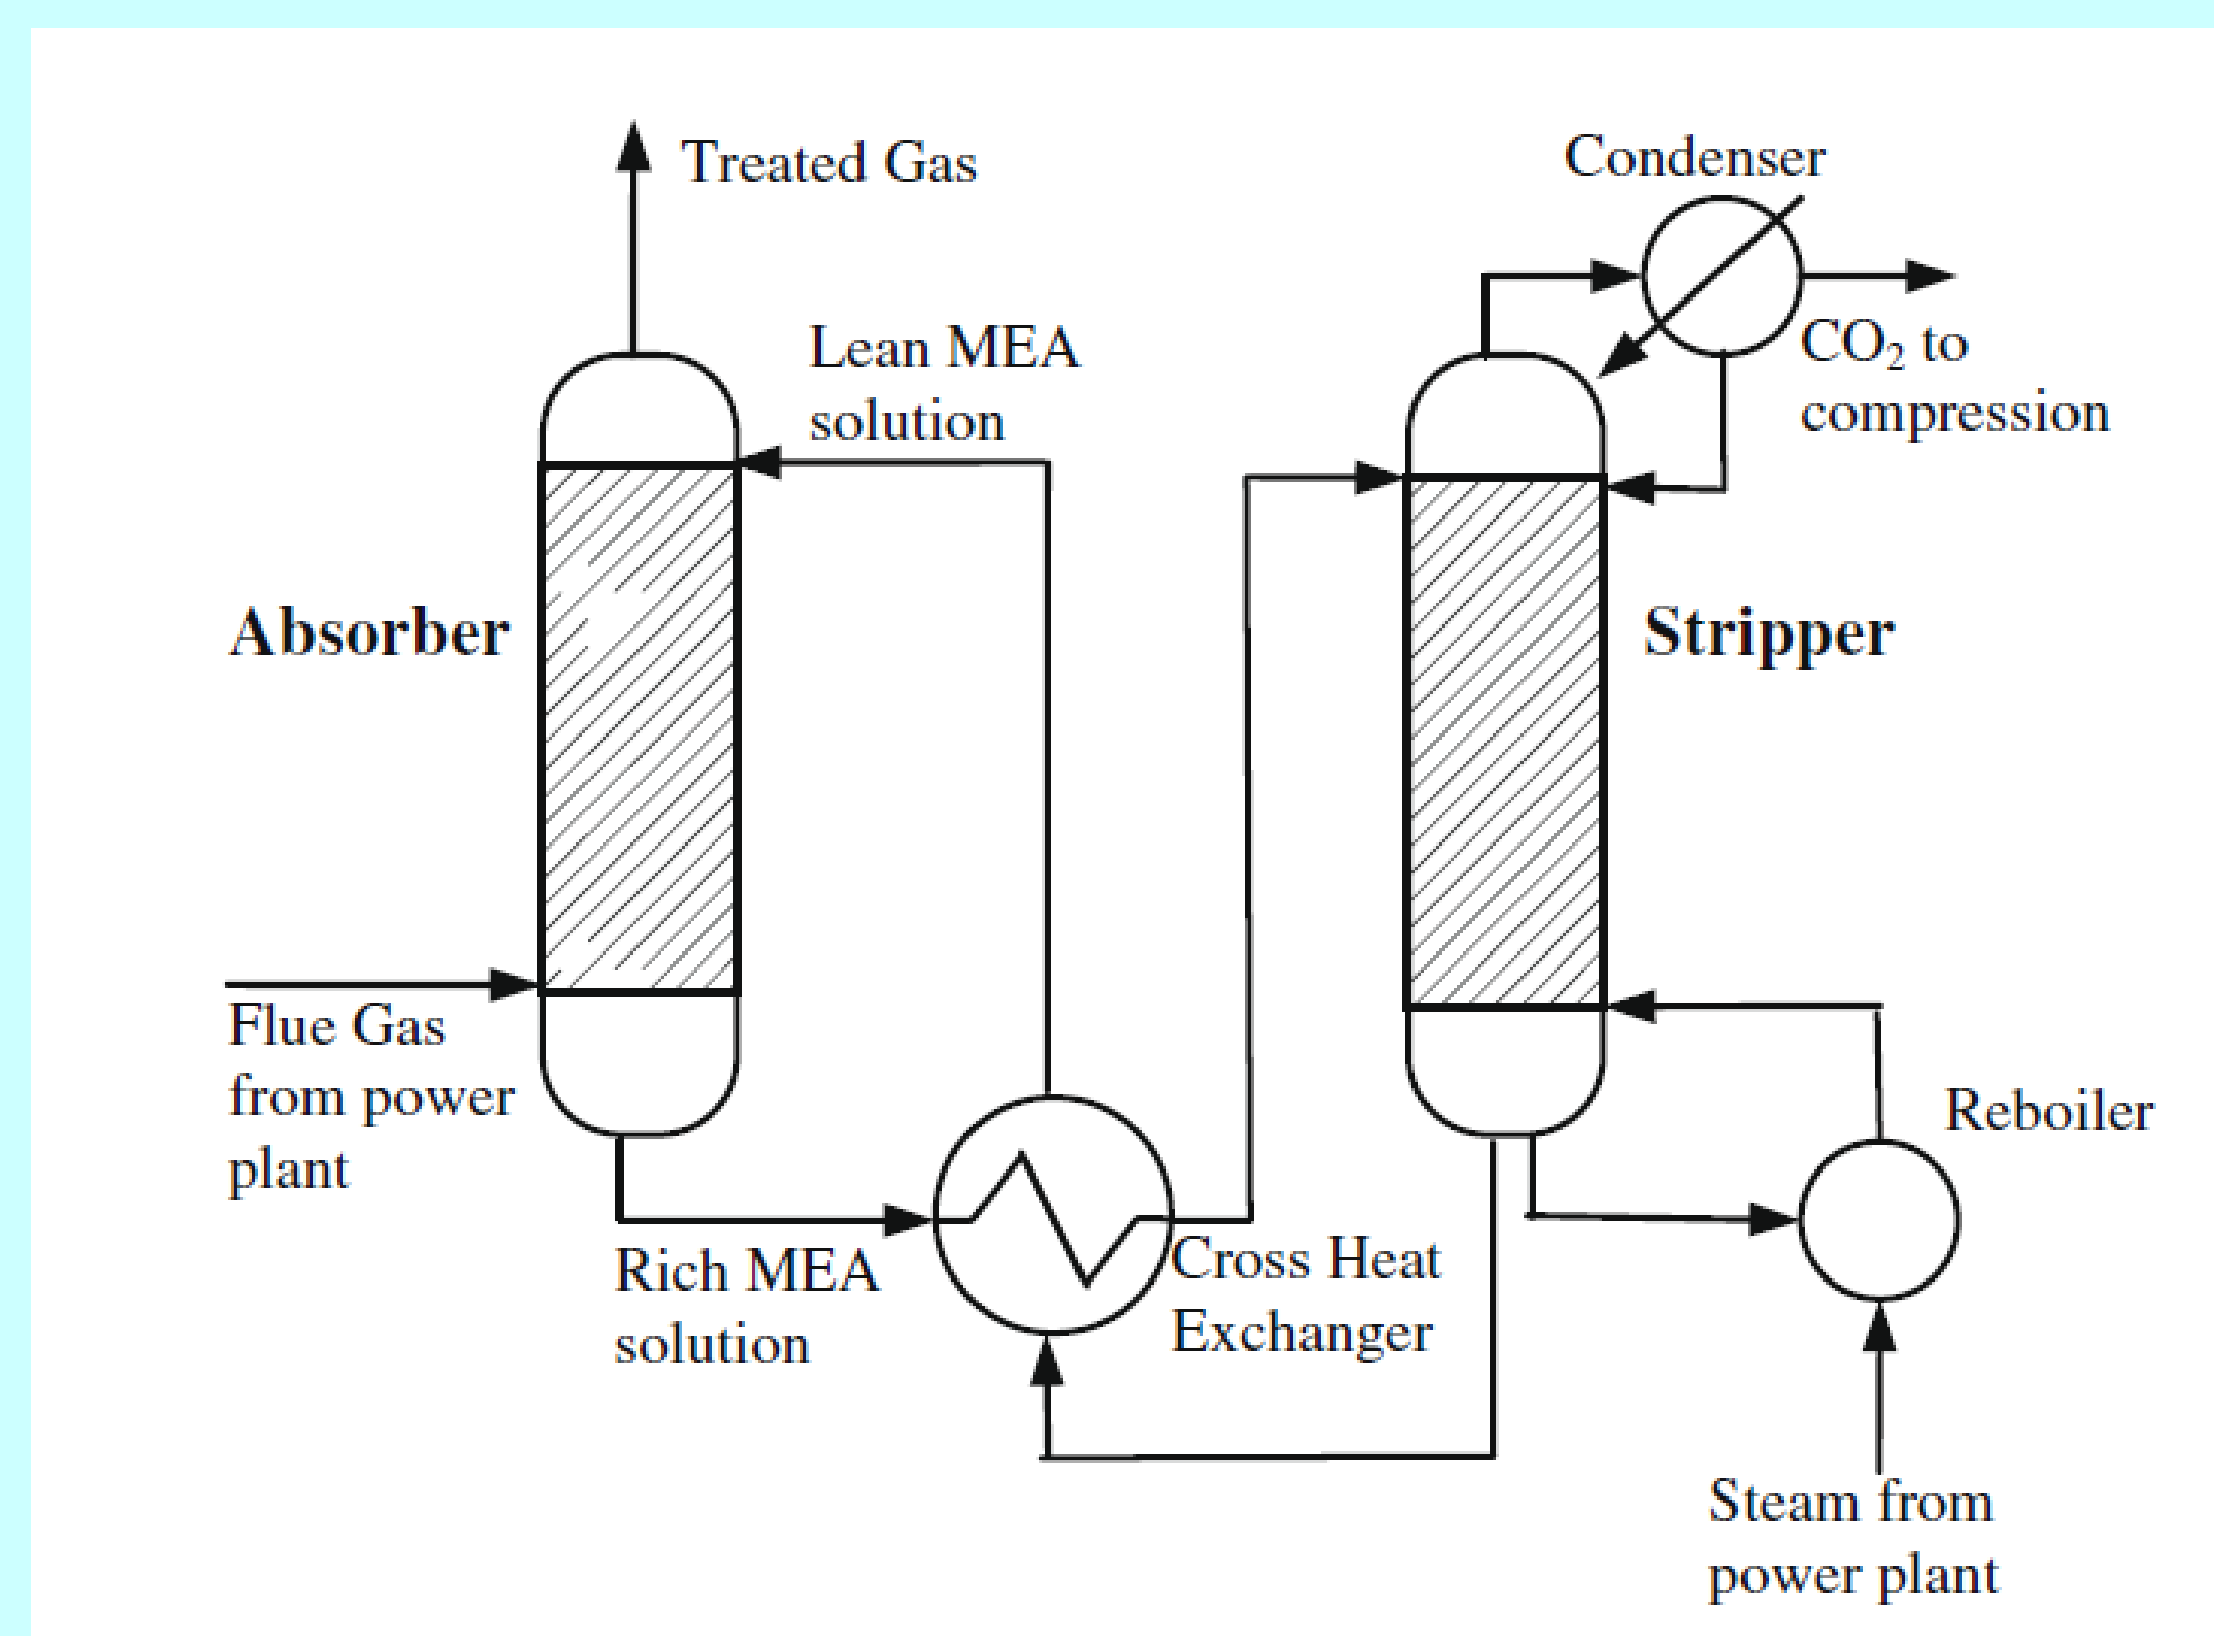 Treated Gas
Condenser
Lean MEA
solution
CO₂ to
compression
Absorber
Stripper
Flue Gas
from power
plant
Reboiler
Rich MEA
solution
Cross Heat
Exchanger
Steam from
power plant